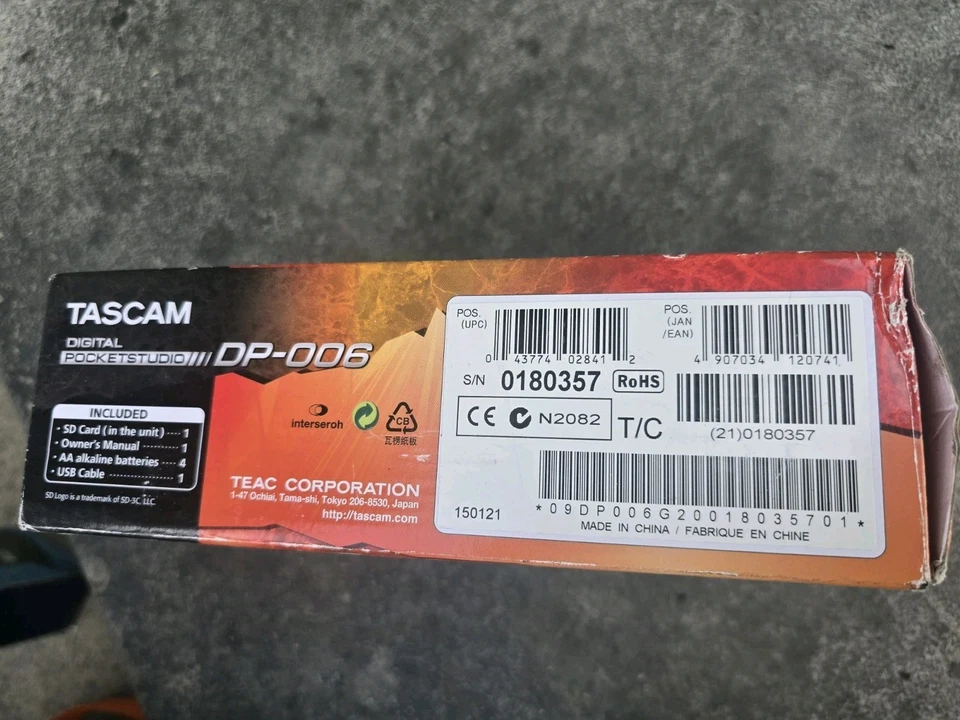 TASCAM
DIGITAL
POCKETSTUDIO DP-006
INCLUDED
· SD Card (in the unit) ---- 1
· Owner's Manual ----------- 1
· AA alkaline batteries ---- 4
· USB Cable ---------------- 1
SD Logo is a trademark of SD-3C, LLC.
interseroh
CB
瓦楞纸板
TEAC CORPORATION
1-47 Ochiai, Tama-shi, Tokyo 206-8530, Japan
http://tascam.com
POS.
(UPC)
0 43774 02841 2
POS.
(JAN
/EAN)
4 907034 120741
S/N 0180357 RoHS
CE N2082 T/C
(21)0180357
150121
*09DP006G20018035701*
MADE IN CHINA / FABRIQUE EN CHINE